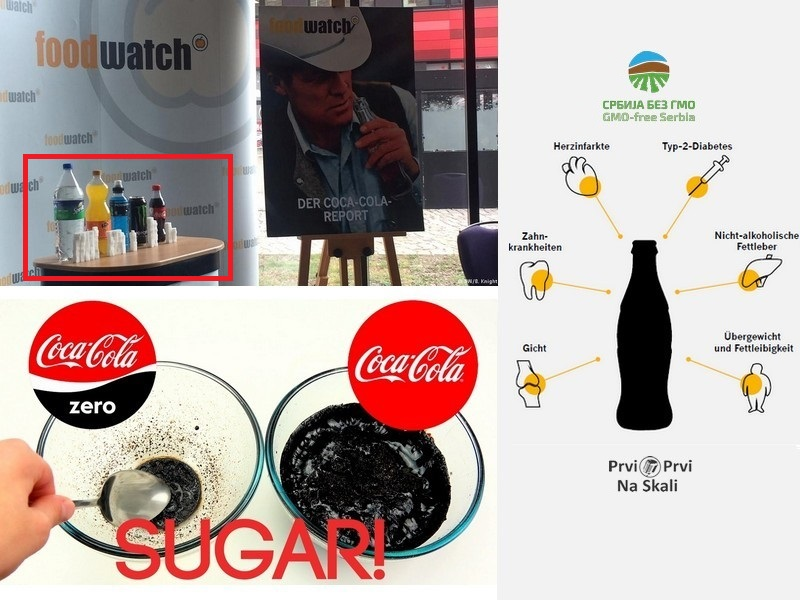 foodwatch
foodwatch
DER COCA-COLA-
REPORT
foodwatch
foodwatch
foodwatch
Coca-Cola
zero
Coca-Cola
SUGAR!
СРБИЈА БЕЗ ГМО
GMO-free Serbia
Herzinfarkte
Typ-2-Diabetes
Zahn-
krankheiten
Nicht-alkoholische
Fettleber
Gicht
Übergewicht
und Fettleibigkeit
Prvi Prvi
Na Skali